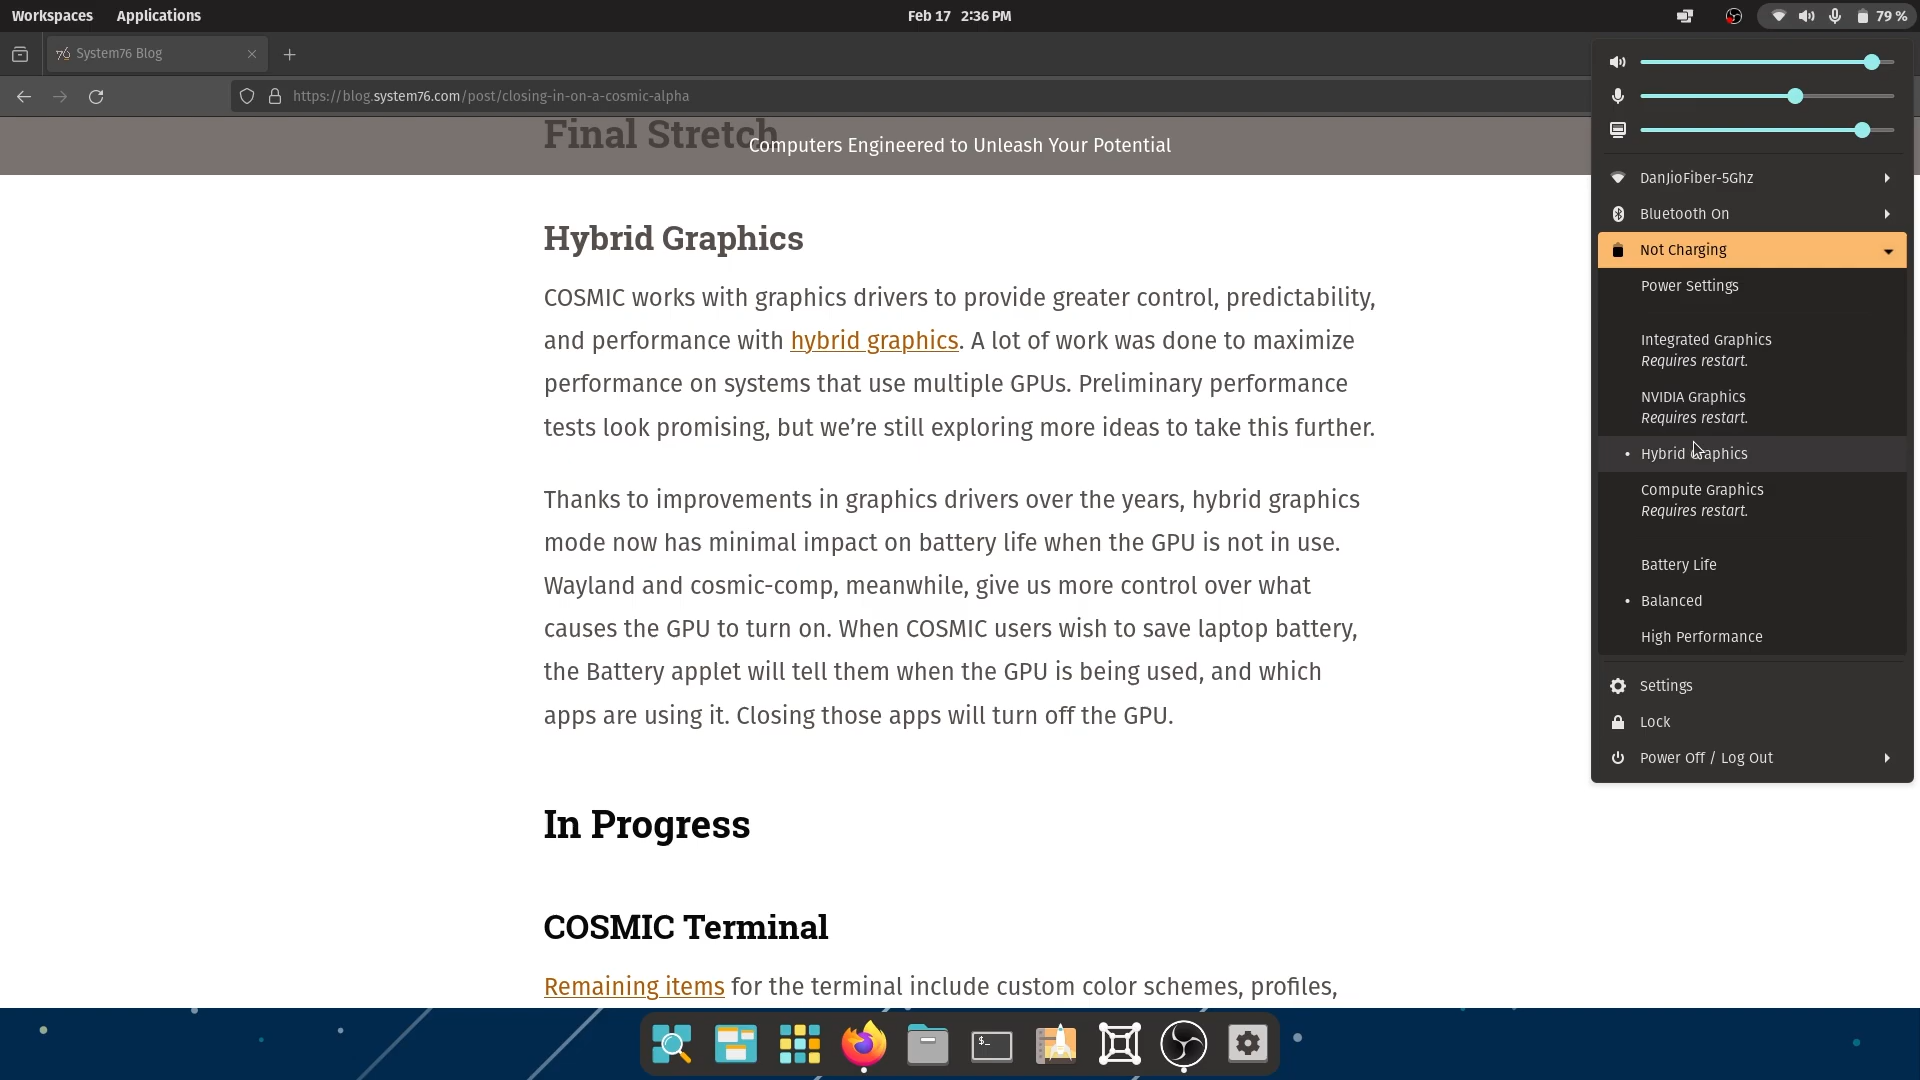 Workspaces Applications Feb 17 2:36 PM 79 %
System76 Blog
https://blog.system76.com/post/closing-in-on-a-cosmic-alpha
Final Stretch
Computers Engineered to Unleash Your Potential
Hybrid Graphics
COSMIC works with graphics drivers to provide greater control, predictability,
and performance with hybrid graphics. A lot of work was done to maximize
performance on systems that use multiple GPUs. Preliminary performance
tests look promising, but we’re still exploring more ideas to take this further.
Thanks to improvements in graphics drivers over the years, hybrid graphics
mode now has minimal impact on battery life when the GPU is not in use.
Wayland and cosmic-comp, meanwhile, give us more control over what
causes the GPU to turn on. When COSMIC users wish to save laptop battery,
the Battery applet will tell them when the GPU is being used, and which
apps are using it. Closing those apps will turn off the GPU.
In Progress
COSMIC Terminal
Remaining items for the terminal include custom color schemes, profiles,
DanJioFiber-5Ghz
Bluetooth On
Not Charging
Power Settings
Integrated Graphics
Requires restart.
NVIDIA Graphics
Requires restart.
• Hybrid Graphics
Compute Graphics
Requires restart.
Battery Life
• Balanced
High Performance
Settings
Lock
Power Off / Log Out
$_